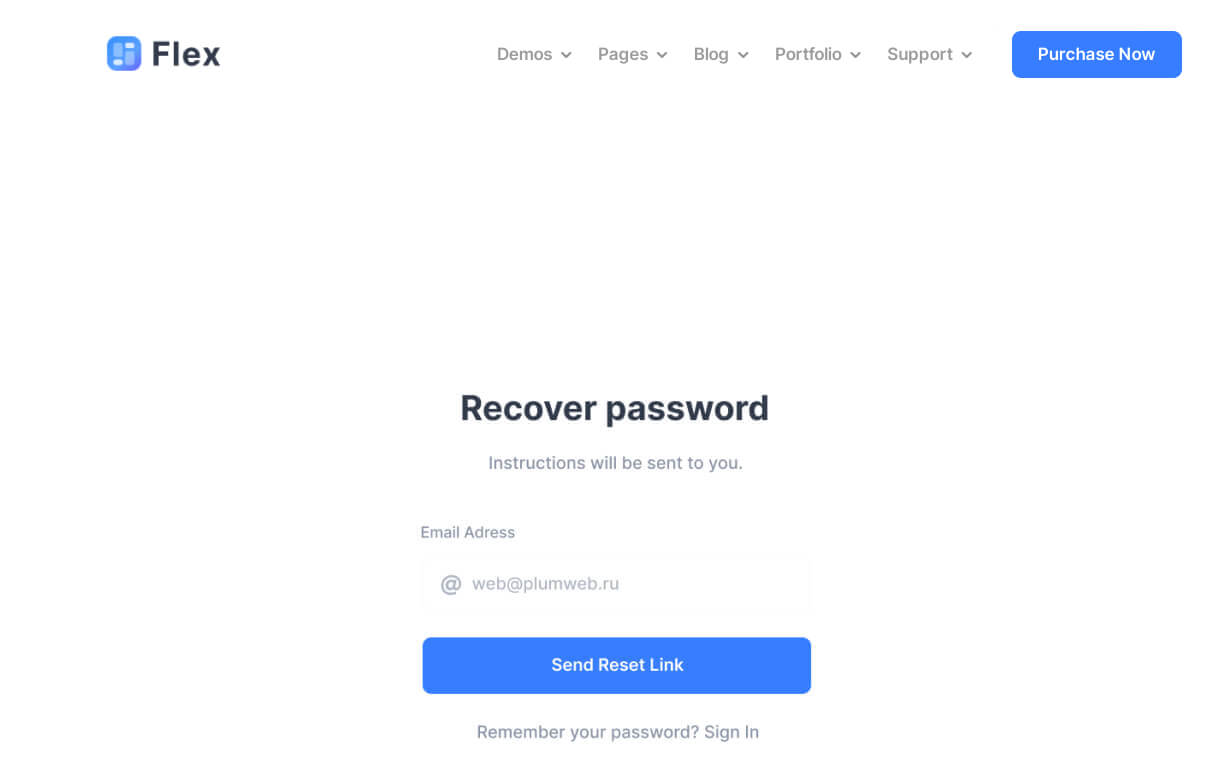 Flex
Demos Pages Blog Portfolio Support Purchase Now
Recover password
Instructions will be sent to you.
Email Adress
@ web@plumweb.ru
Send Reset Link
Remember your password? Sign In